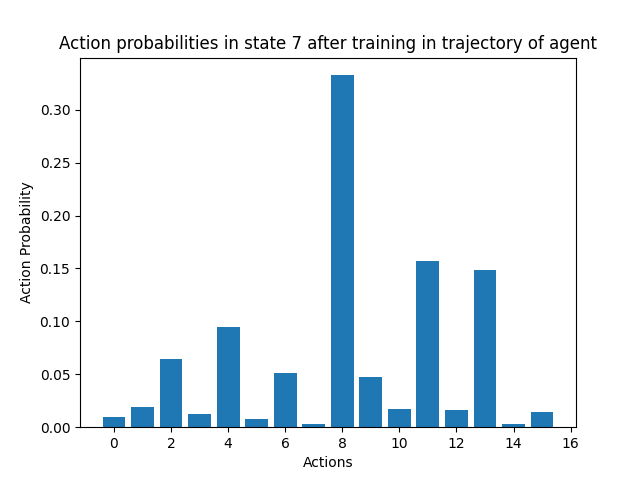 Action probabilities in state 7 after training in trajectory of agent
Action Probability
0.30
0.25
0.20
0.15
0.10
0.05
0.00
0 2 4 6 8 10 12 14 16
Actions